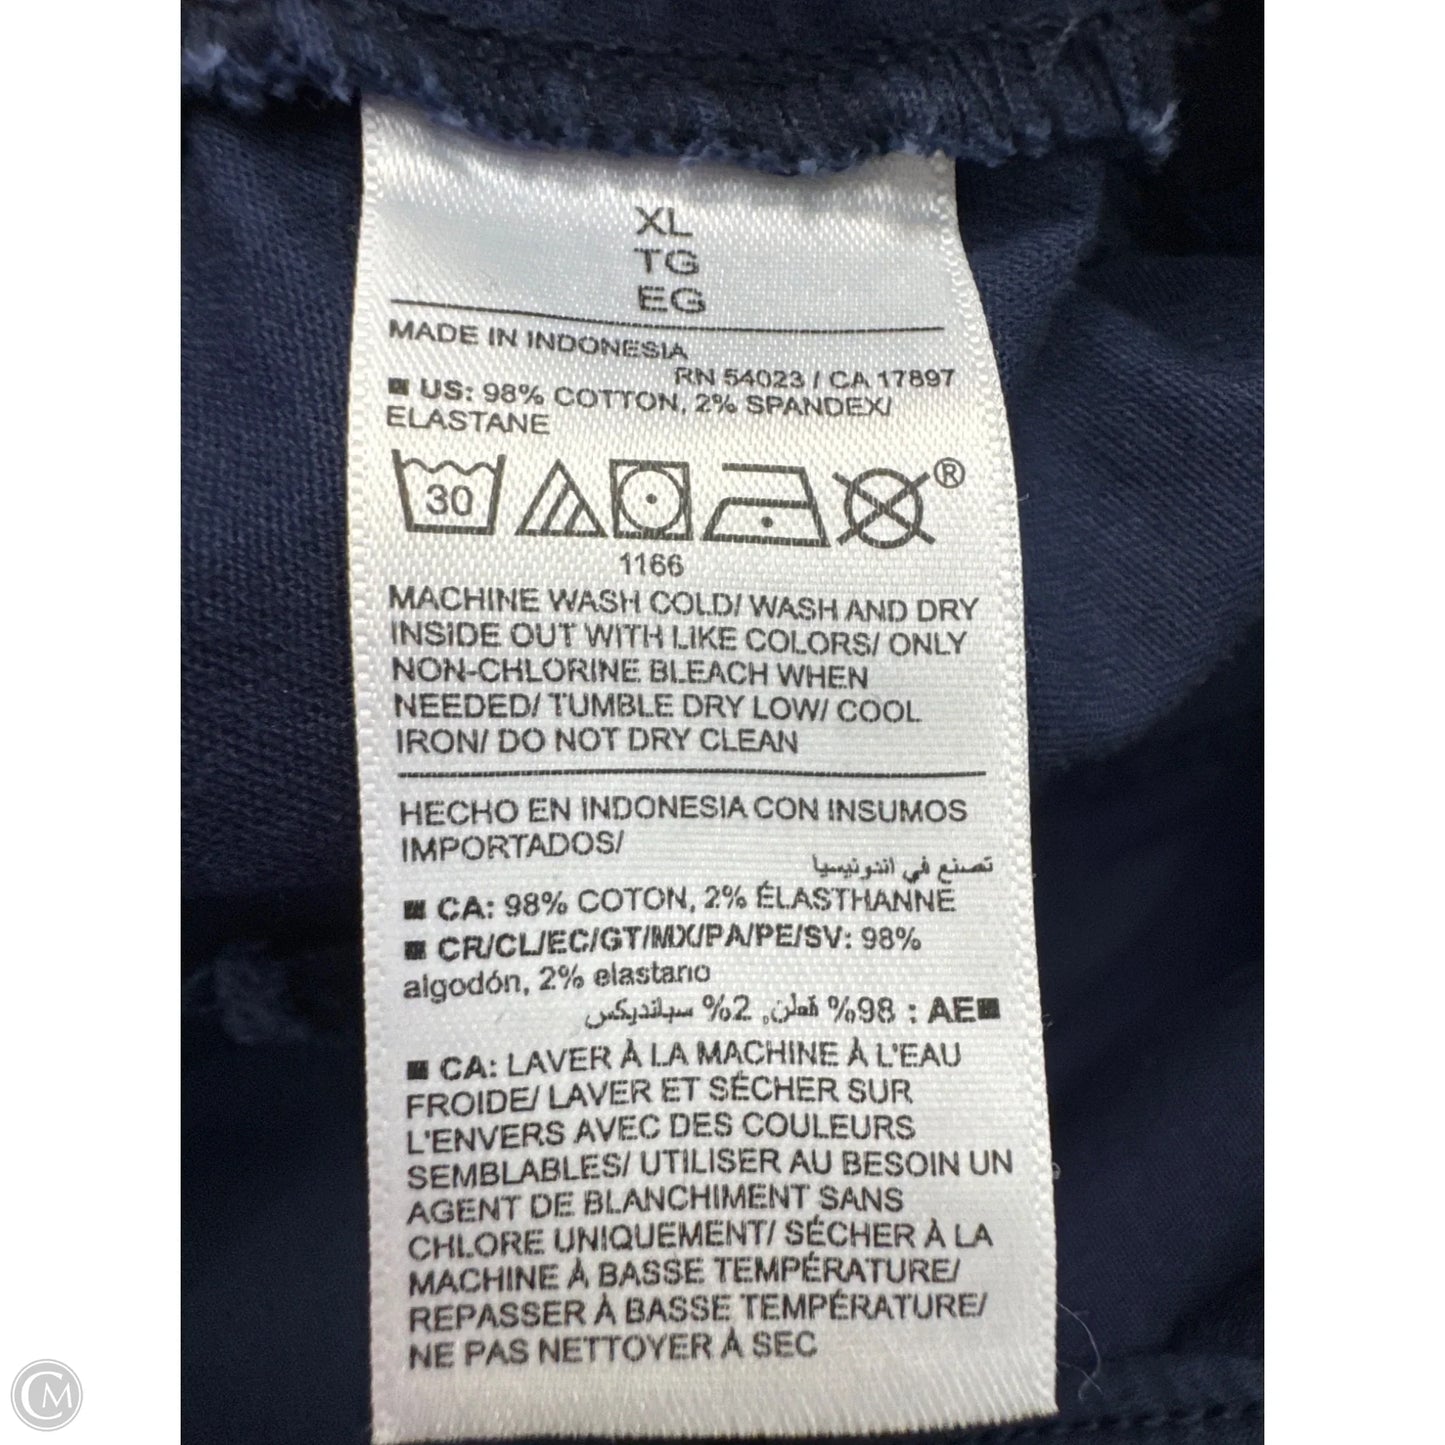 XL
TG
EG
MADE IN INDONESIA
RN 54023 / CA 17897
US: 98% COTTON, 2% SPANDEX/
ELASTANE
30
®
1166
MACHINE WASH COLD/ WASH AND DRY
INSIDE OUT WITH LIKE COLORS/ ONLY
NON-CHLORINE BLEACH WHEN
NEEDED/ TUMBLE DRY LOW/ COOL
IRON/ DO NOT DRY CLEAN
HECHO EN INDONESIA CON INSUMOS
IMPORTADOS/
تصنع في اندونيسيا
CA: 98% COTON, 2% ÉLASTHANNE
CR/CL/EC/GT/MX/PA/PE/SV: 98%
algodón, 2% elastano
AE : 98% قطن, 2% سباندیکس
CA: LAVER À LA MACHINE À L'EAU
FROIDE/ LAVER ET SÉCHER SUR
L'ENVERS AVEC DES COULEURS
SEMBLABLES/ UTILISER AU BESOIN UN
AGENT DE BLANCHIMENT SANS
CHLORE UNIQUEMENT/ SÉCHER À LA
MACHINE À BASSE TEMPÉRATURE/
REPASSER À BASSE TEMPÉRATURE/
NE PAS NETTOYER À SEC
CM